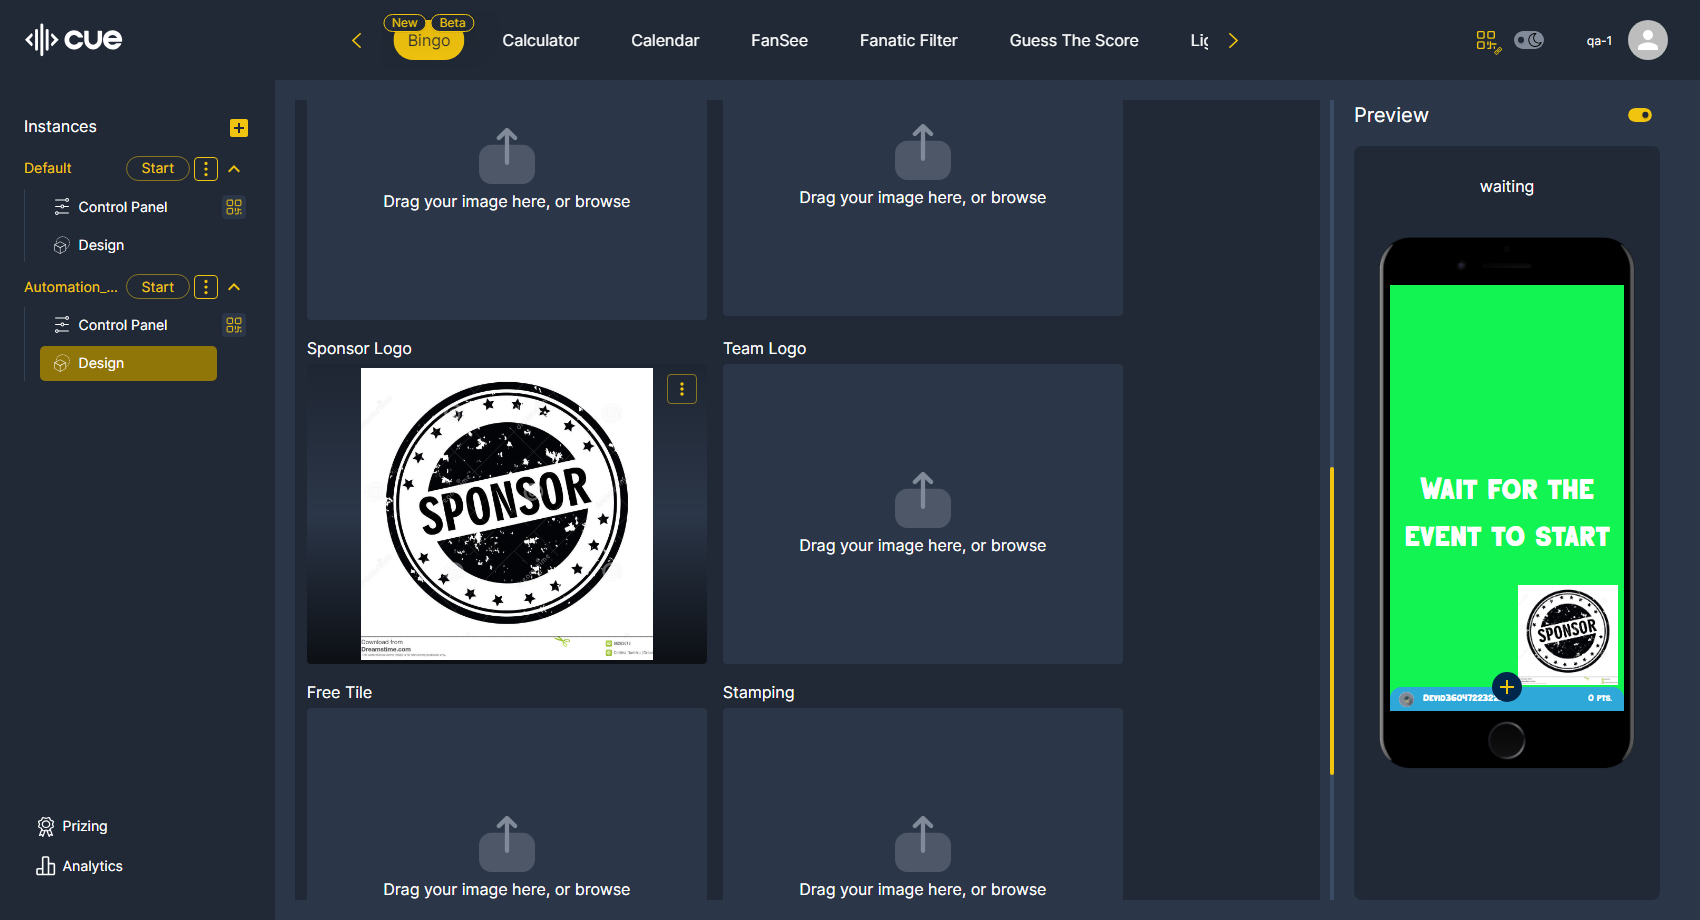 cue
New
Beta
Bingo
Calculator
Calendar
FanSee
Fanatic Filter
Guess The Score
Lig
qa-1
Instances
Default
Start
Control Panel
Design
Automation_...
Start
Control Panel
Design
Prizing
Analytics
Drag your image here, or browse
Drag your image here, or browse
Sponsor Logo
Team Logo
SPONSOR
Download from
Dreamstime.com
Drag your image here, or browse
Free Tile
Stamping
Drag your image here, or browse
Drag your image here, or browse
Preview
waiting
WAIT FOR THE
EVENT TO START
SPONSOR
0 PTS.